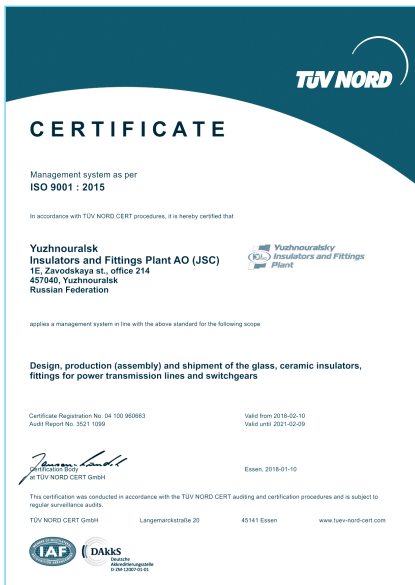 TÜV NORD
CERTIFICATE
Management system as per
ISO 9001 : 2015
In accordance with TÜV NORD CERT procedures, it is hereby certified that
Yuzhnouralsk
Insulators and Fittings Plant AO (JSC)
1E, Zavodskaya st., office 214
457040, Yuzhnouralsk
Russian Federation
Yuzhnouralsky
Insulators and Fittings
Plant
applies a management system in line with the above standard for the following scope
Design, production (assembly) and shipment of the glass, ceramic insulators,
fittings for power transmission lines and switchgears
Certificate Registration No. 04 100 960663
Audit Report No. 3521 1099
Valid from 2018-02-10
Valid until 2021-02-09
Certification Body
at TÜV NORD CERT GmbH
Essen, 2018-01-10
This certification was conducted in accordance with the TÜV NORD CERT auditing and certification procedures and is subject to
regular surveillance audits.
TÜV NORD CERT GmbH Langemarckstraße 20 45141 Essen www.tuev-nord-cert.com
IAF
DAkkS
Deutsche
Akkreditierungsstelle
D-ZM-12007-01-01